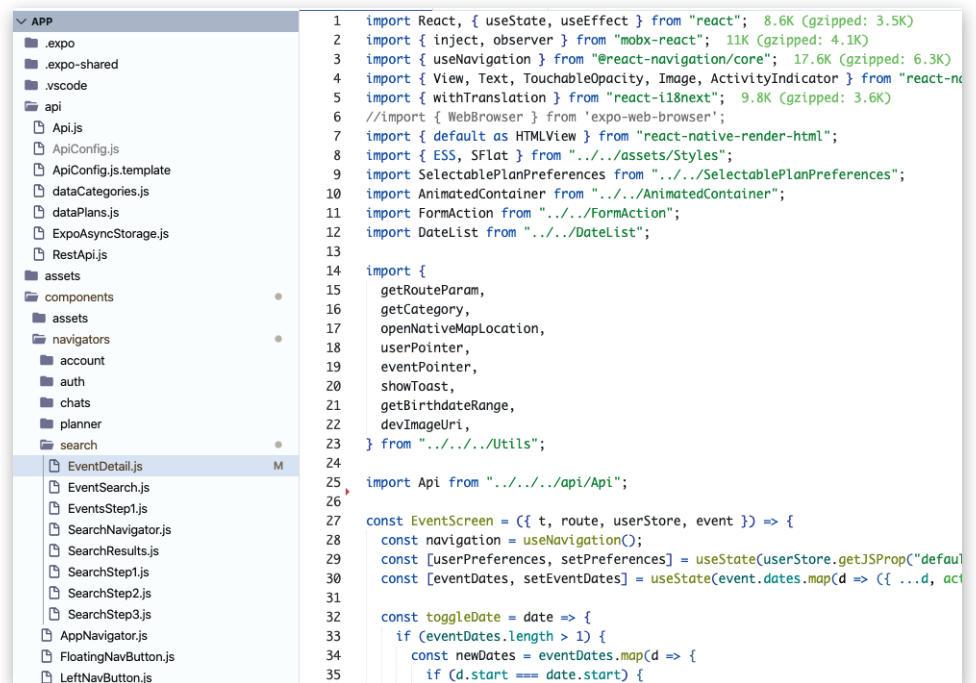 APP
.expo
.expo-shared
.vscode
api
Api.js
ApiConfig.js
ApiConfig.js.template
dataCategories.js
dataPlans.js
ExpoAsyncStorage.js
RestApi.js
assets
components
assets
navigators
account
auth
chats
planner
search
EventDetail.js M
EventSearch.js
EventsStep1.js
SearchNavigator.js
SearchResults.js
SearchStep1.js
SearchStep2.js
SearchStep3.js
AppNavigator.js
FloatingNavButton.js
LeftNavButton.js
1 import React, { useState, useEffect } from "react"; 8.6K (gzipped: 3.5K)
2 import { inject, observer } from "mobx-react"; 11K (gzipped: 4.1K)
3 import { useNavigation } from "@react-navigation/core"; 17.6K (gzipped: 6.3K)
4 import { View, Text, TouchableOpacity, Image, ActivityIndicator } from "react-na
5 import { withTranslation } from "react-i18next"; 9.8K (gzipped: 3.6K)
6 //import { WebBrowser } from 'expo-web-browser';
7 import { default as HTMLView } from "react-native-render-html";
8 import { ESS, SFlat } from "../../assets/Styles";
9 import SelectablePlanPreferences from "../../SelectablePlanPreferences";
10 import AnimatedContainer from "../../AnimatedContainer";
11 import FormAction from "../../FormAction";
12 import DateList from "../../DateList";
13
14 import {
15 getRouteParam,
16 getCategory,
17 openNativeMapLocation,
18 userPointer,
19 eventPointer,
20 showToast,
21 getBirthdateRange,
22 devImageUri,
23 } from "../../../Utils";
24
25 import Api from "../../../api/Api";
26
27 const EventScreen = ({ t, route, userStore, event }) => {
28 const navigation = useNavigation();
29 const [userPreferences, setPreferences] = useState(userStore.getJSProp("defaul
30 const [eventDates, setEventDates] = useState(event.dates.map(d => ({ ...d, act
31
32 const toggleDate = date => {
33 if (eventDates.length > 1) {
34 const newDates = eventDates.map(d => {
35 if (d.start === date.start) {